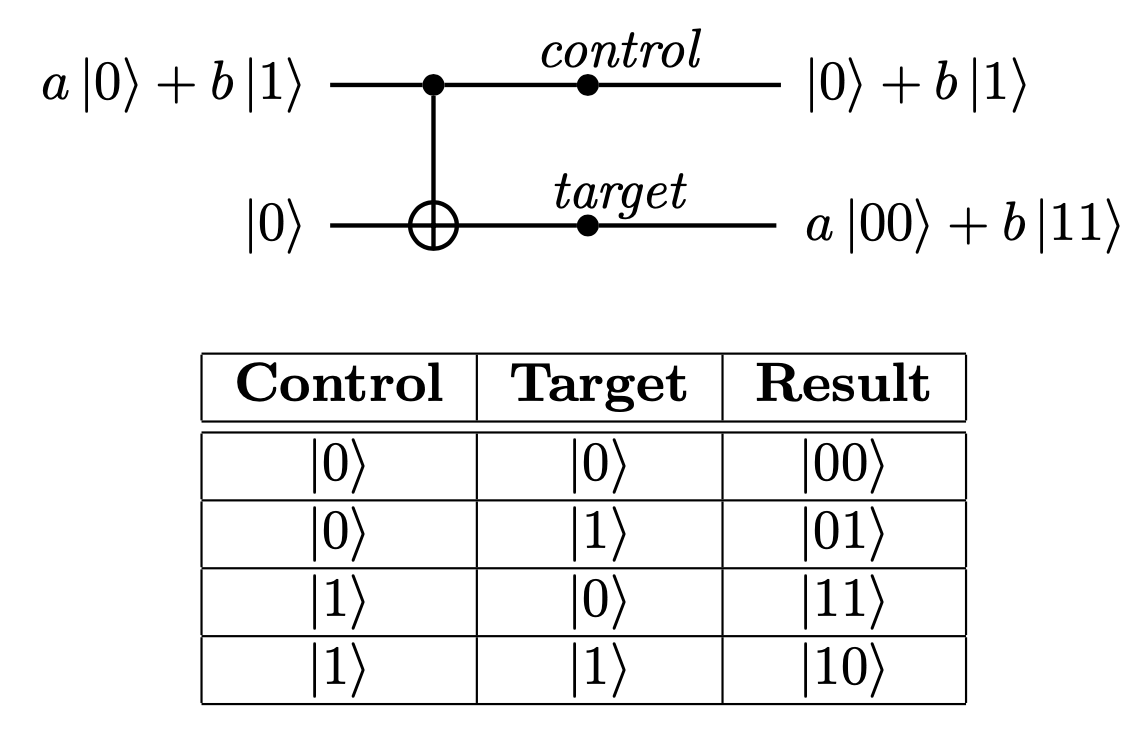 control
a |0⟩ + b |1⟩ |0⟩ + b |1⟩
target
|0⟩ a |00⟩ + b |11⟩
Control Target Result
|0⟩ |0⟩ |00⟩
|0⟩ |1⟩ |01⟩
|1⟩ |0⟩ |11⟩
|1⟩ |1⟩ |10⟩